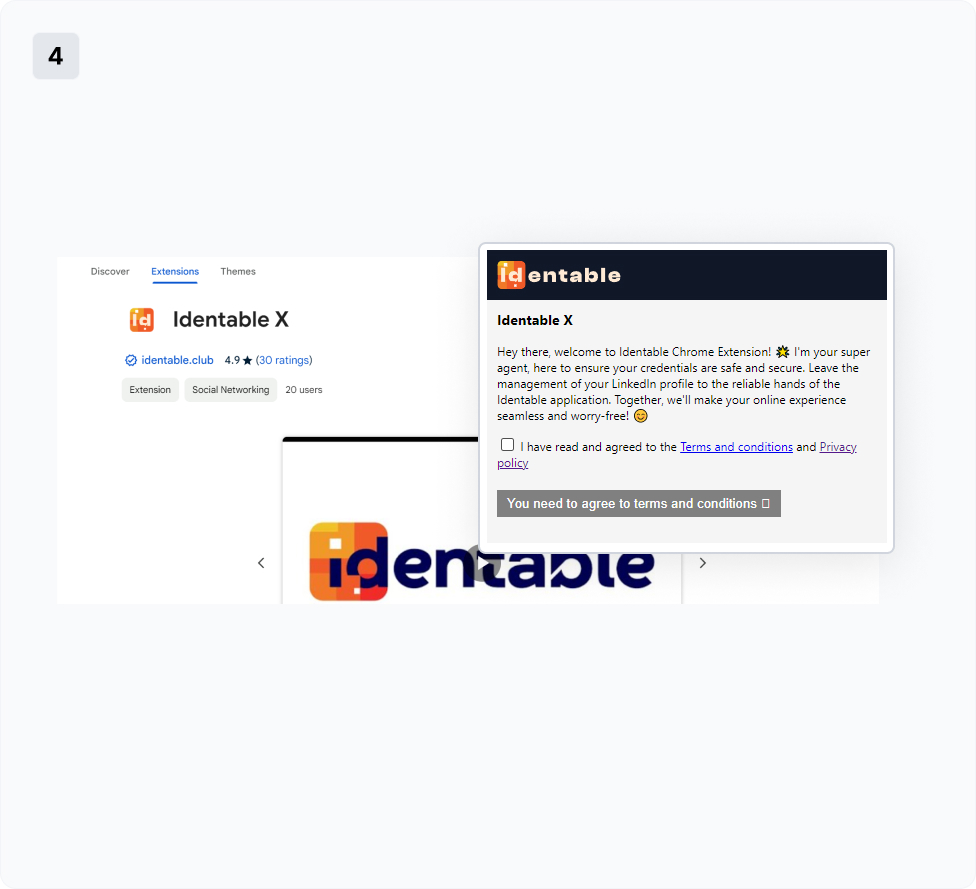 4
Discover Extensions Themes
Identable X
identable.club 4.9 ★ (30 ratings)
Extension Social Networking 20 users
identable
identable
Identable X
Hey there, welcome to Identable Chrome Extension! 💥 I'm your super
agent, here to ensure your credentials are safe and secure. Leave the
management of your LinkedIn profile to the reliable hands of the
Identable application. Together, we'll make your online experience
seamless and worry-free! 😊
I have read and agreed to the Terms and conditions and Privacy
policy
You need to agree to terms and conditions